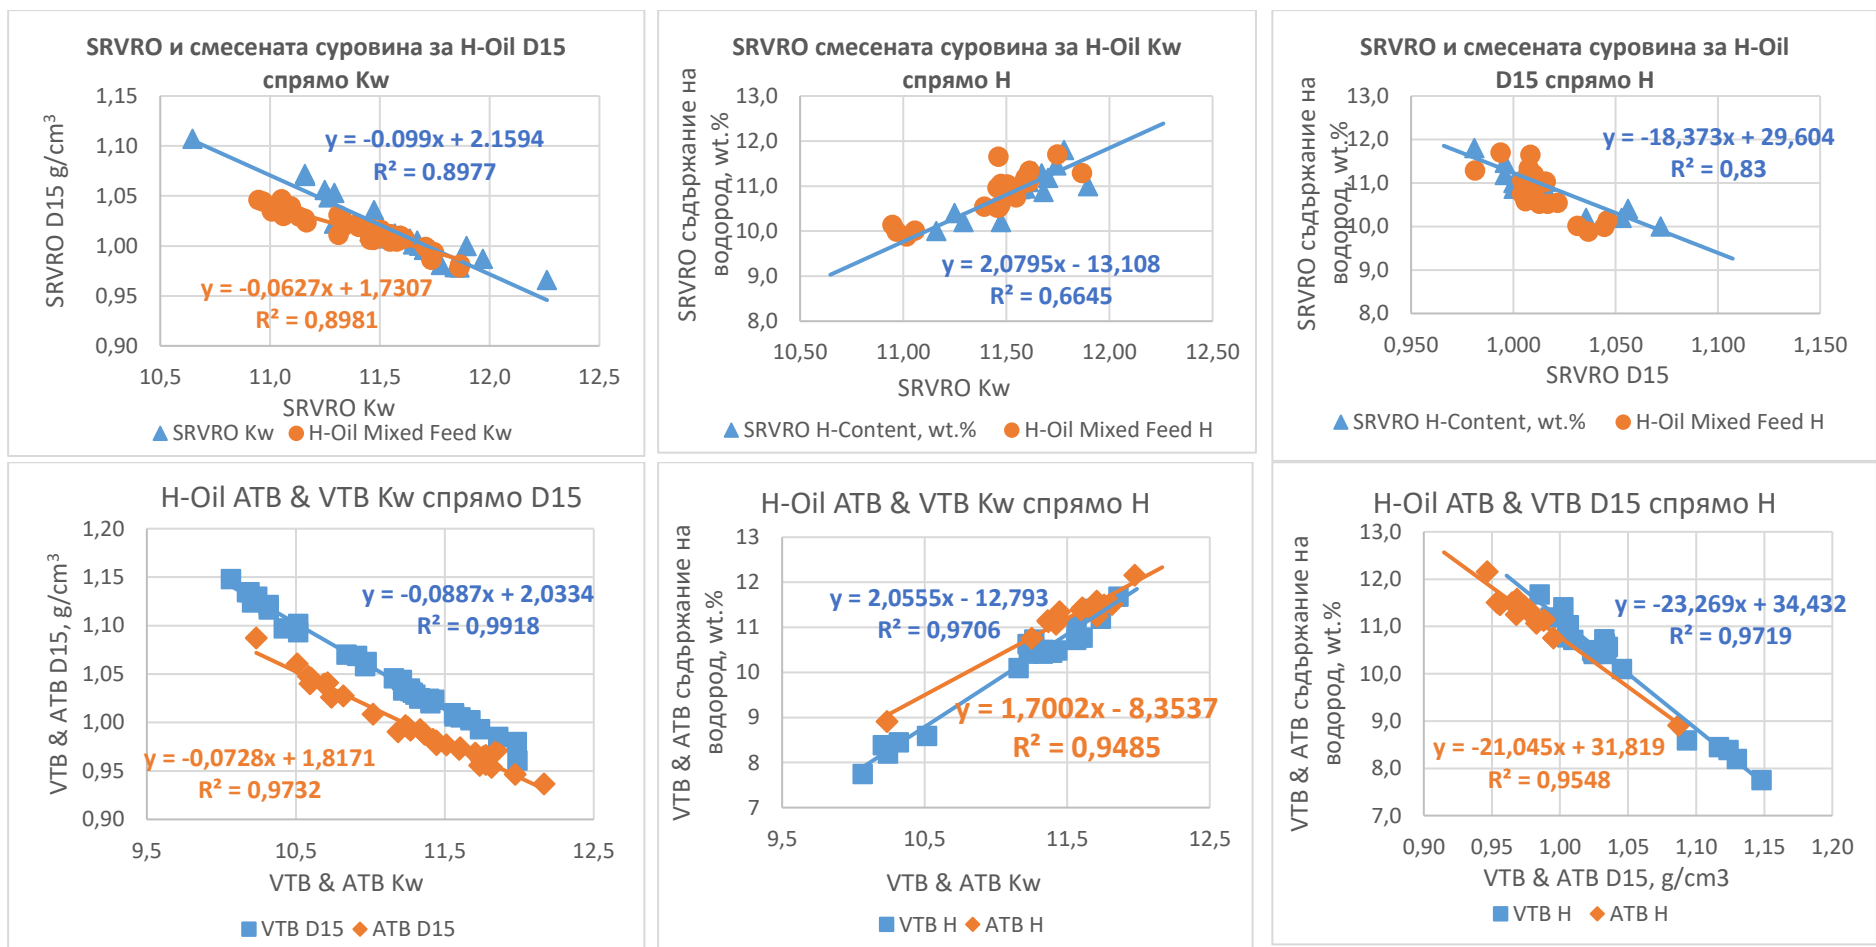 SRVRO и смесената суровина за H-Oil D15
спрямо Kw
SRVRO D15 g/cm³
1,15
1,10
1,05
1,00
0,95
0,90
y = -0.099x + 2.1594
R² = 0.8977
y = -0,0627x + 1,7307
R² = 0,8981
10,5 11,0 11,5 12,0 12,5
SRVRO Kw
SRVRO Kw H-Oil Mixed Feed Kw
SRVRO смесената суровина за H-Oil Kw
спрямо H
SRVRO съдържание на
водород, wt.%
13,0
12,0
11,0
10,0
9,0
8,0
y = 2,0795x - 13,108
R² = 0,6645
10,50 11,00 11,50 12,00 12,50
SRVRO Kw
SRVRO H-Content, wt.% H-Oil Mixed Feed H
SRVRO и смесената суровина за H-Oil
D15 спрямо H
SRVRO съдържание на
водород, wt.%
13,0
12,0
11,0
10,0
9,0
8,0
y = -18,373x + 29,604
R² = 0,83
0,950 1,000 1,050 1,100 1,150
SRVRO D15
SRVRO H-Content, wt.% H-Oil Mixed Feed H
H-Oil ATB & VTB Kw спрямо D15
VTB & ATB D15, g/cm³
1,20
1,15
1,10
1,05
1,00
0,95
0,90
y = -0,0887x + 2,0334
R² = 0,9918
y = -0,0728x + 1,8171
R² = 0,9732
9,5 10,5 11,5 12,5
VTB & ATB Kw
VTB D15 ATB D15
H-Oil ATB & VTB Kw спрямо H
VTB & ATB съдържание на
водород, wt.%
13
12
11
10
9
8
7
y = 2,0555x - 12,793
R² = 0,9706
y = 1,7002x - 8,3537
R² = 0,9485
9,5 10,5 11,5 12,5
VTB & ATB Kw
VTB H ATB H
H-Oil ATB & VTB D15 спрямо H
VTB & ATB съдържание на
водород, wt.%
13,0
12,0
11,0
10,0
9,0
8,0
7,0
y = -23,269x + 34,432
R² = 0,9719
y = -21,045x + 31,819
R² = 0,9548
0,90 0,95 1,00 1,05 1,10 1,15 1,20
VTB & ATB D15, g/cm3
VTB H ATB H